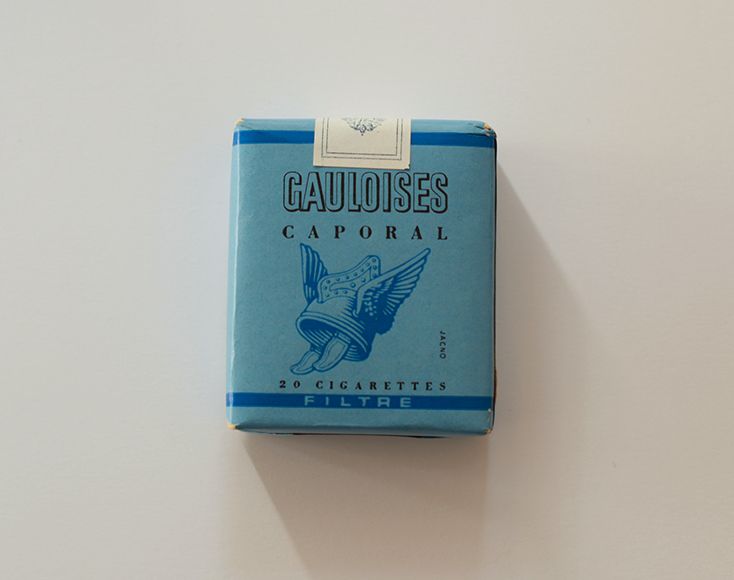 GAULOISES
CAPORAL
JACNO
20 CIGARETTES
FILTRE